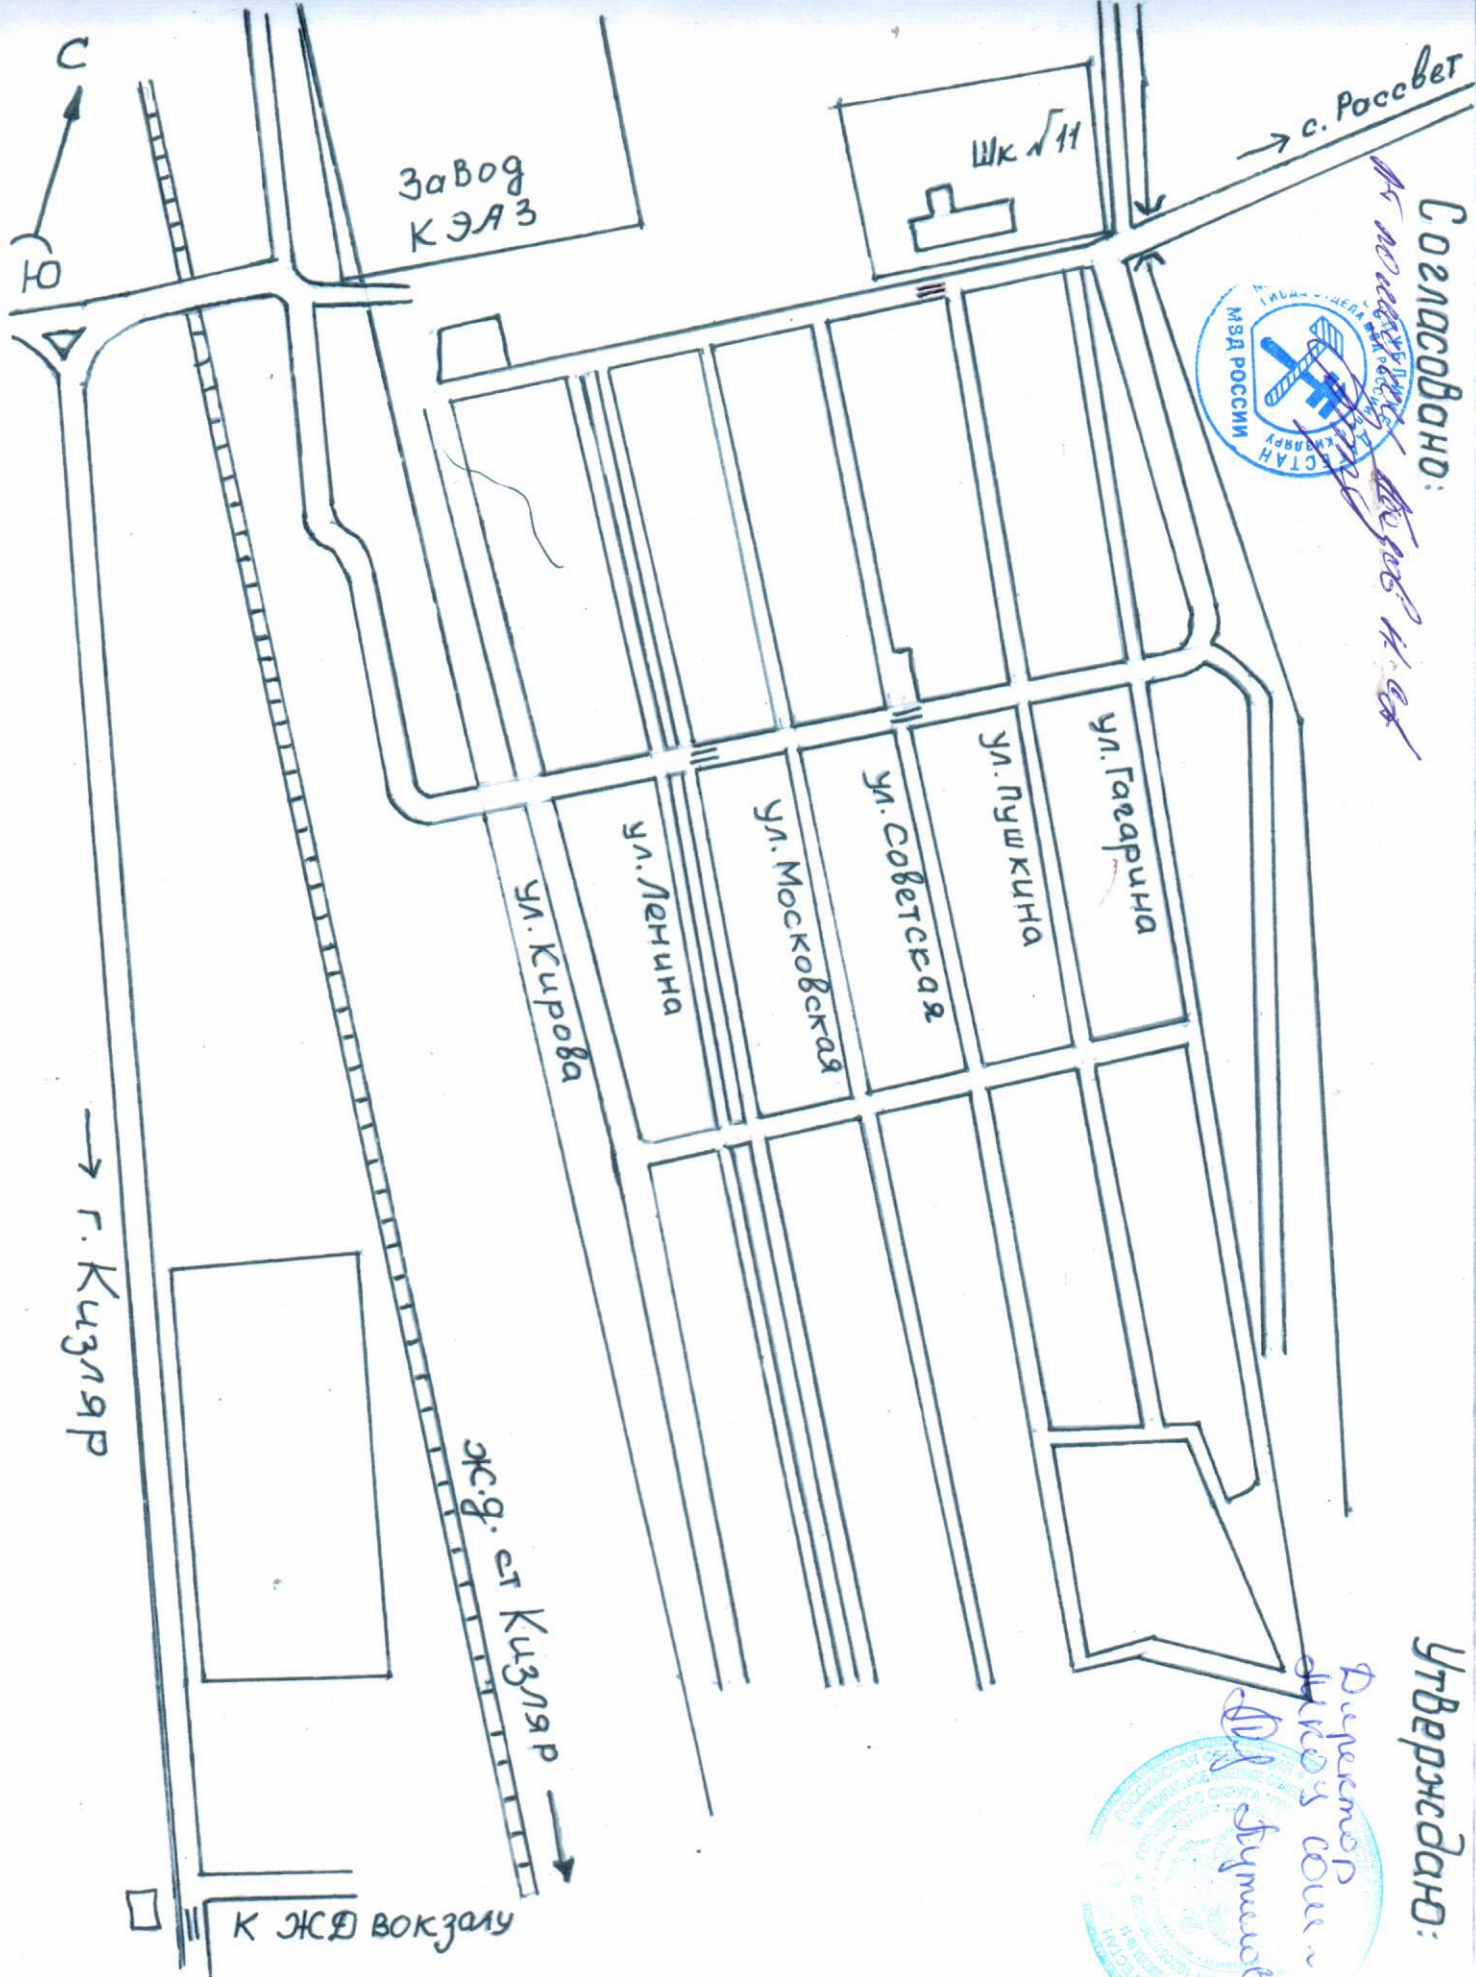 Согласовано:
Утверждаю:
Директор
МКОУ СОШ
МВД РОССИИ
С
Ю
Завод
КЭАЗ
Шк №11
→ с. Рассвет
ул. Гагарина
ул. Пушкина
ул. Советская
ул. Московская
ул. Ленина
ул. Кирова
ж.д. ст Кизляр →
→ г. Кизляр
К ЖД вокзалу